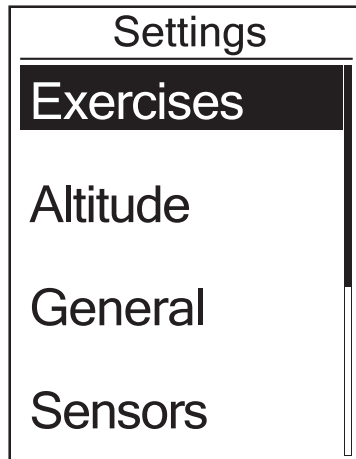 Settings
Exercises
Altitude
General
Sensors